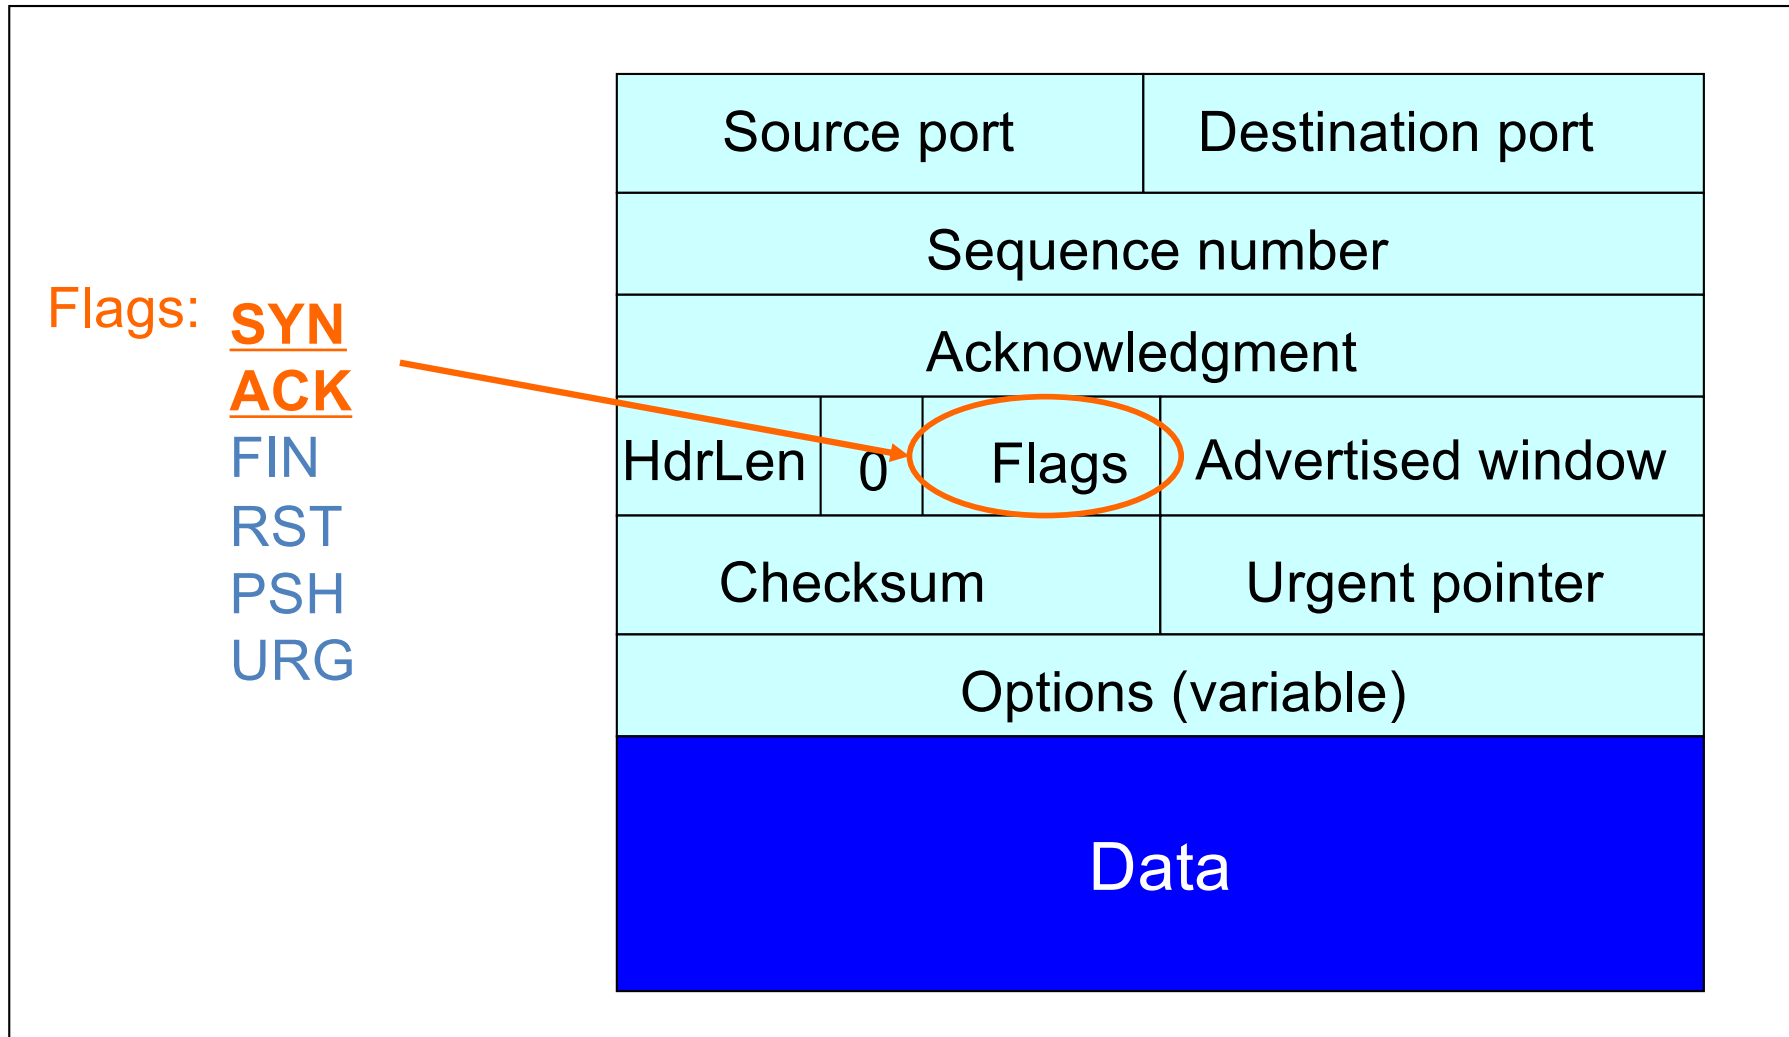 Flags:
SYN
ACK
FIN
RST
PSH
URG
Source port
Destination port
Sequence number
Acknowledgment
HdrLen
0
Flags
Advertised window
Checksum
Urgent pointer
Options (variable)
Data